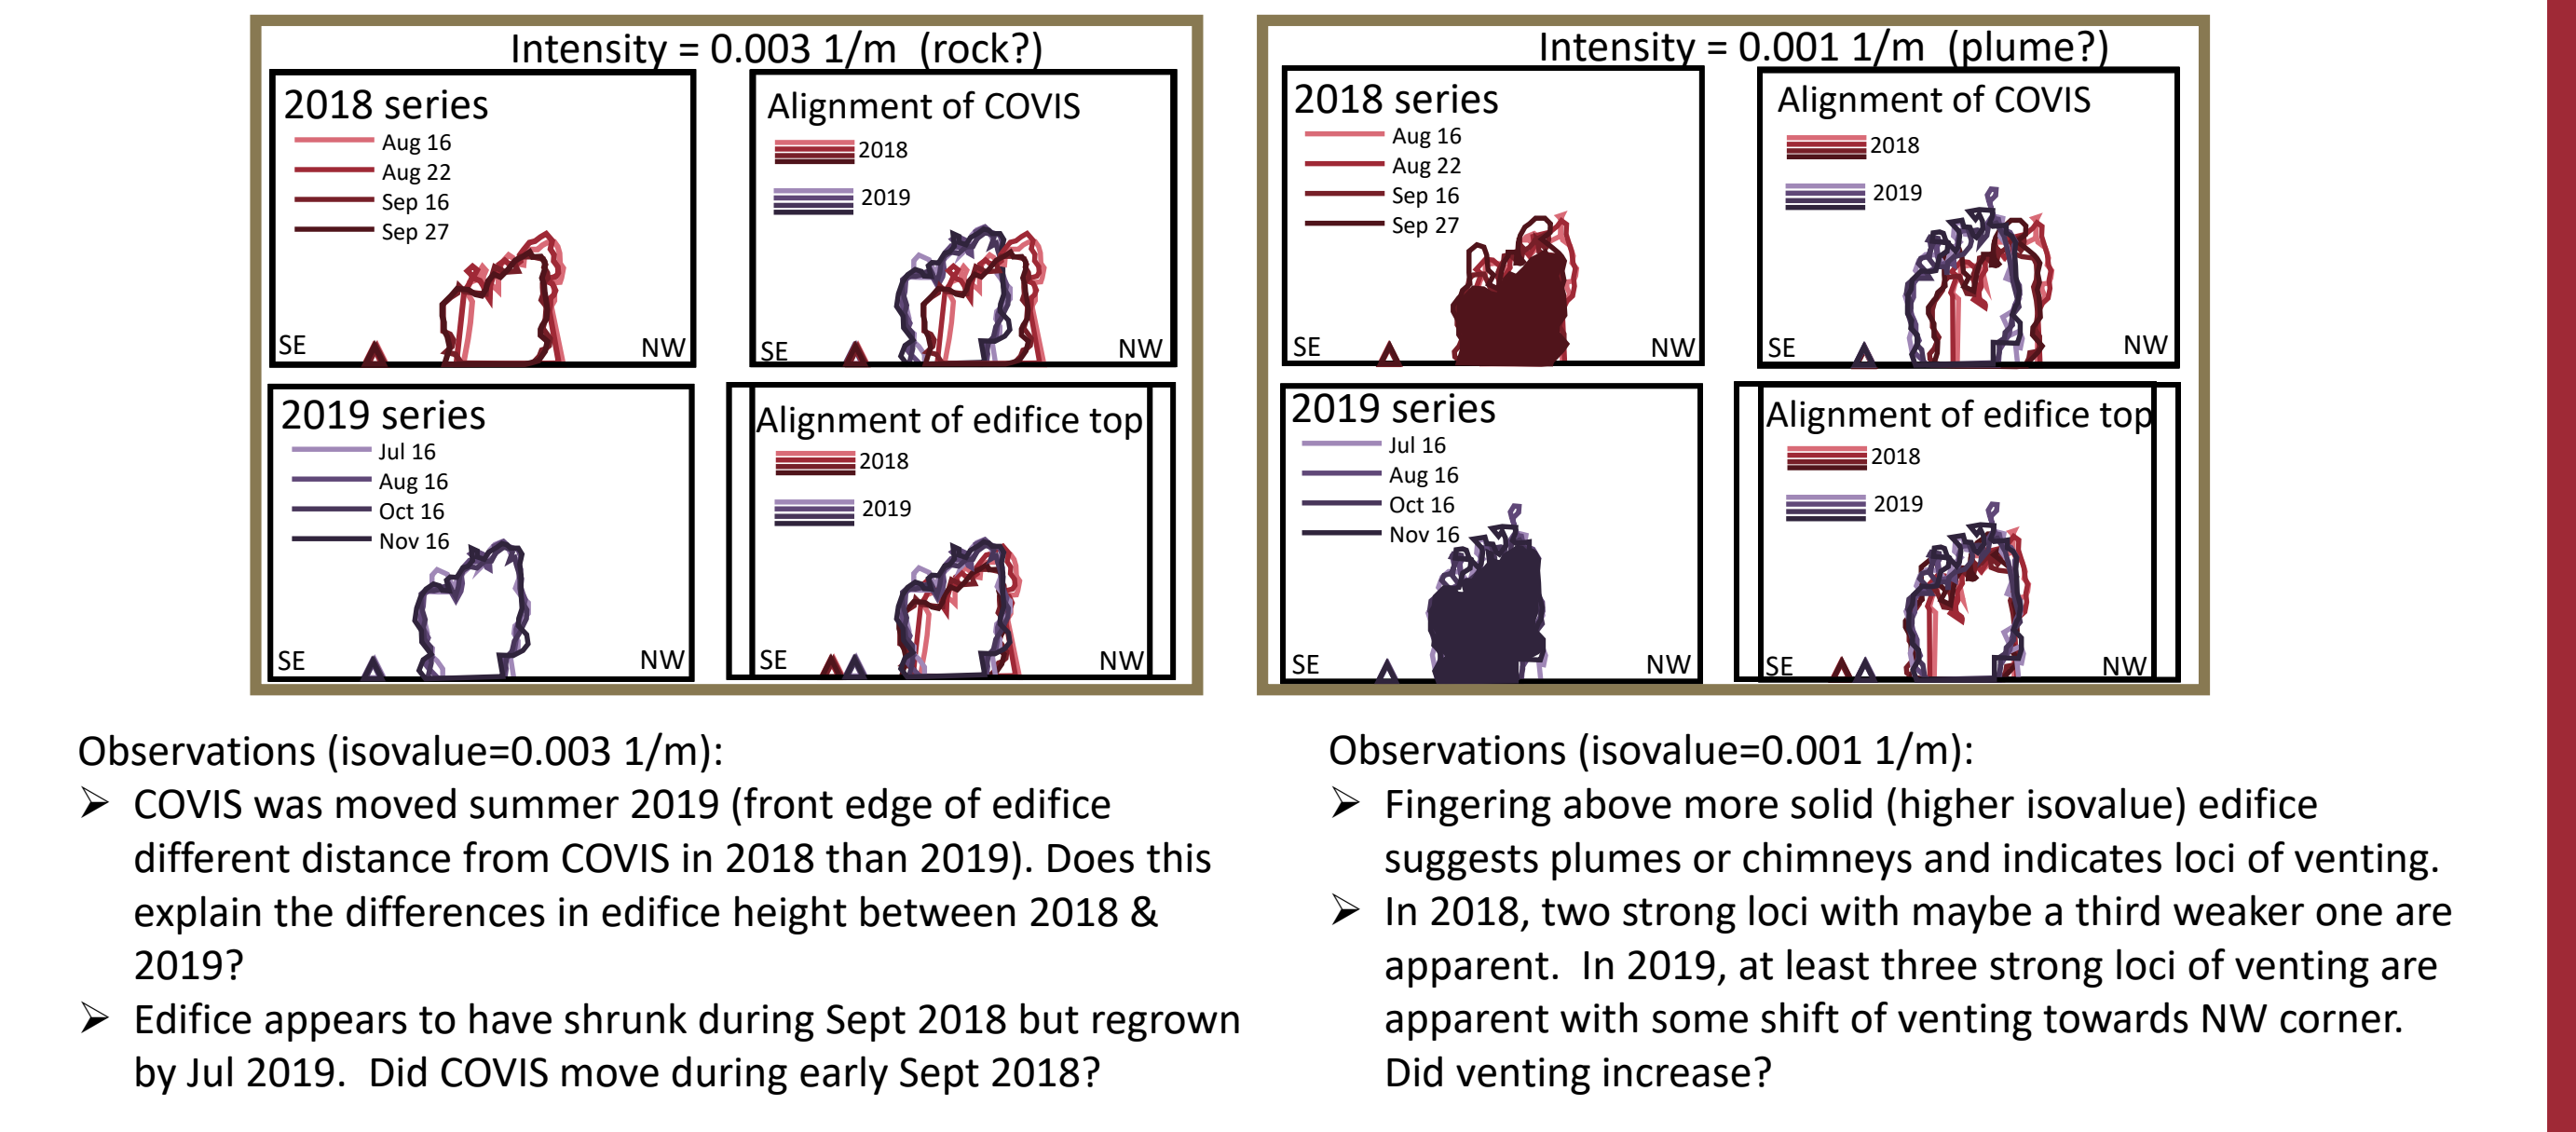 Intensity = 0.003 1/m  (rock?)
2018 series
Aug 16
Aug 22
Sep 16
Sep 27
SE
NW
Alignment of COVIS
2018
2019
SE
NW
2019 series
Jul 16
Aug 16
Oct 16
Nov 16
SE
NW
Alignment of edifice top
2018
2019
SE
NW
Intensity = 0.001 1/m  (plume?)
2018 series
Aug 16
Aug 22
Sep 16
Sep 27
SE
NW
Alignment of COVIS
2018
2019
SE
NW
2019 series
Jul 16
Aug 16
Oct 16
Nov 16
SE
NW
Alignment of edifice top
2018
2019
SE
NW
Observations (isovalue=0.003 1/m):
➢ COVIS was moved summer 2019 (front edge of edifice
different distance from COVIS in 2018 than 2019). Does this
explain the differences in edifice height between 2018 &
2019?
➢ Edifice appears to have shrunk during Sept 2018 but regrown
by Jul 2019.  Did COVIS move during early Sept 2018?
Observations (isovalue=0.001 1/m):
➢ Fingering above more solid (higher isovalue) edifice
suggests plumes or chimneys and indicates loci of venting.
➢ In 2018, two strong loci with maybe a third weaker one are
apparent.  In 2019, at least three strong loci of venting are
apparent with some shift of venting towards NW corner.
Did venting increase?